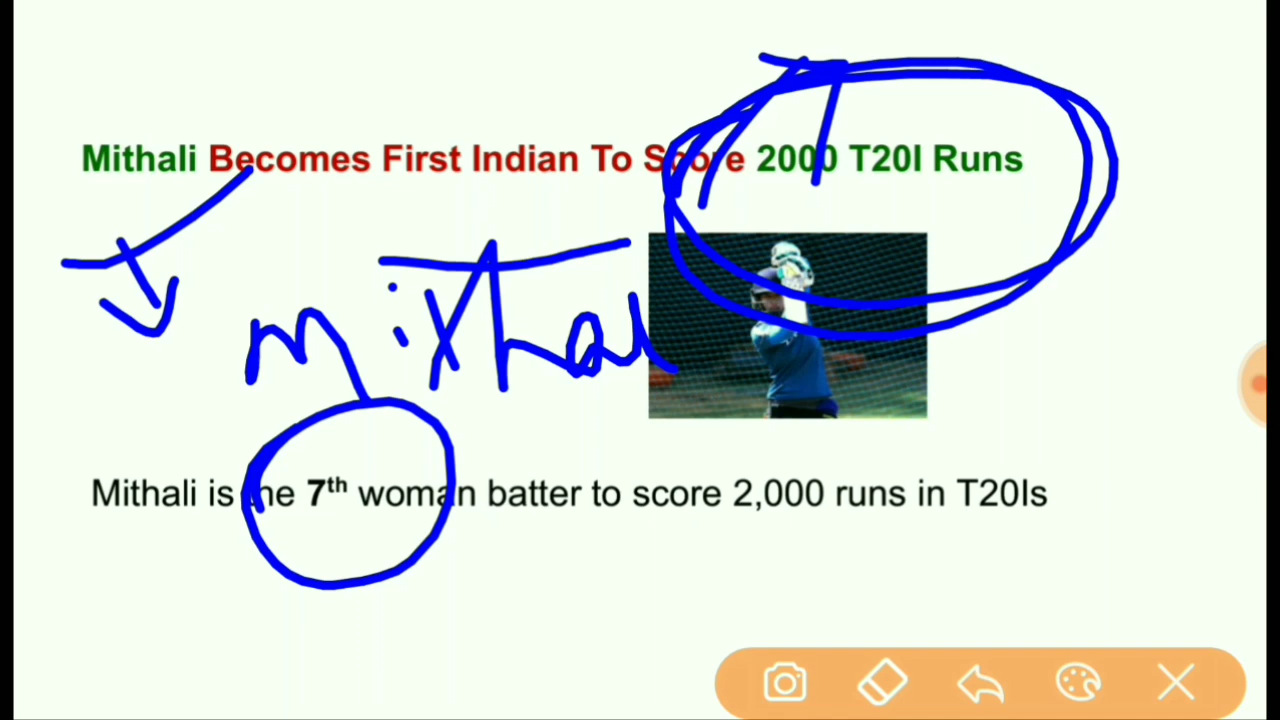 Mithali Becomes First Indian To Score 2000 T20I Runs
Mithal
Mithali is the 7th woman batter to score 2,000 runs in T20Is